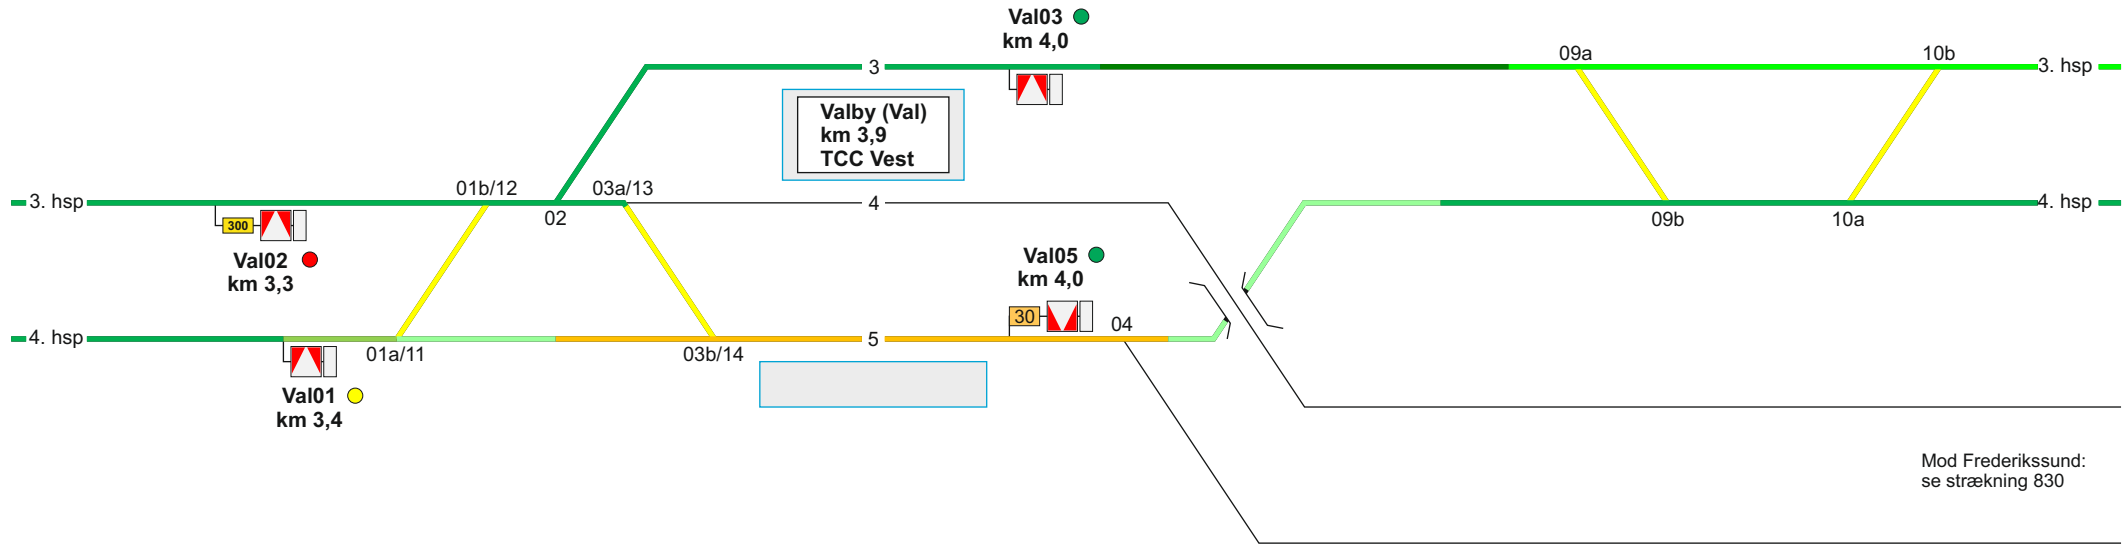 Val03
km 4,0
09a
10b
3
3. hsp
Valby (Val)
km 3,9
TCC Vest
01b/12
03a/13
3. hsp
02
4
4. hsp
09b
10a
300
Val02
km 3,3
Val05
km 4,0
30
04
4. hsp
5
01a/11
03b/14
Val01
km 3,4
Mod Frederikssund:
se strækning 830